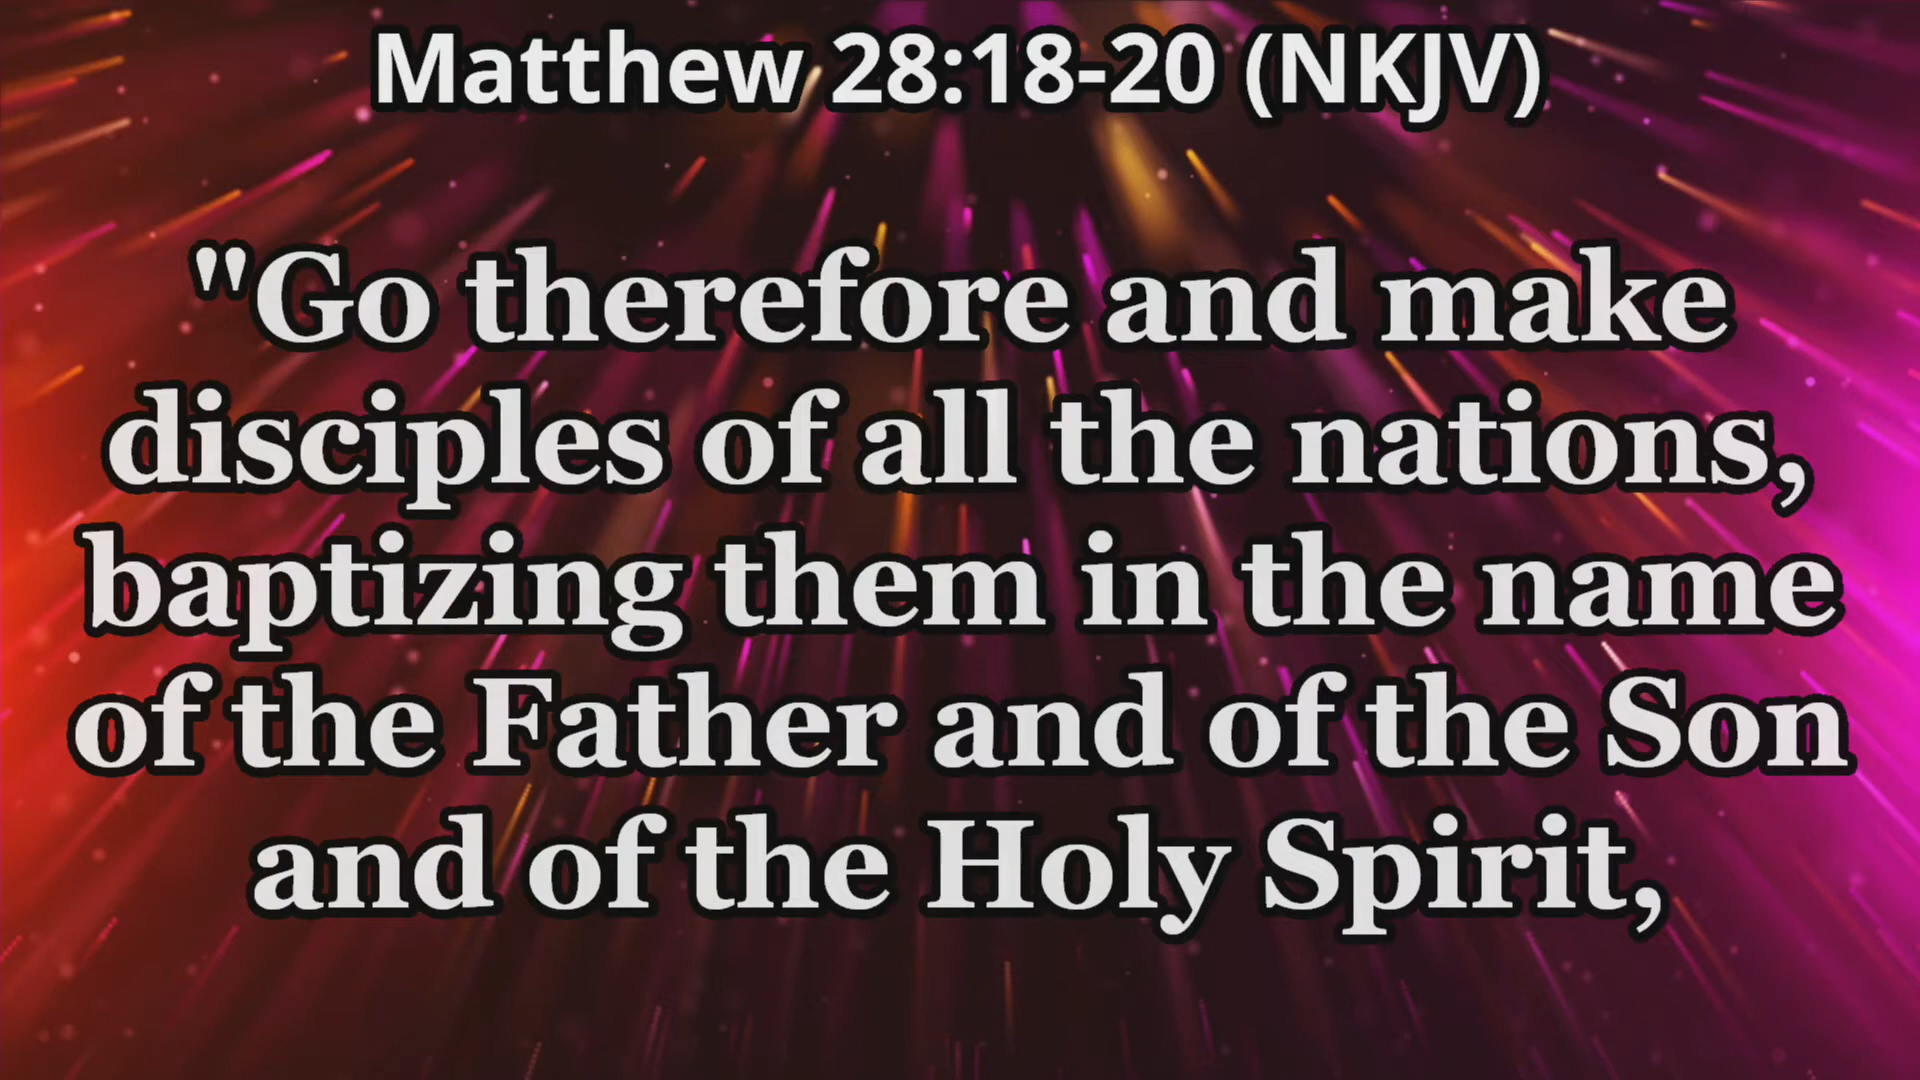 Matthew 28:18-20 (NKJV)
"Go therefore and make
disciples of all the nations,
baptizing them in the name
of the Father and of the Son
and of the Holy Spirit,